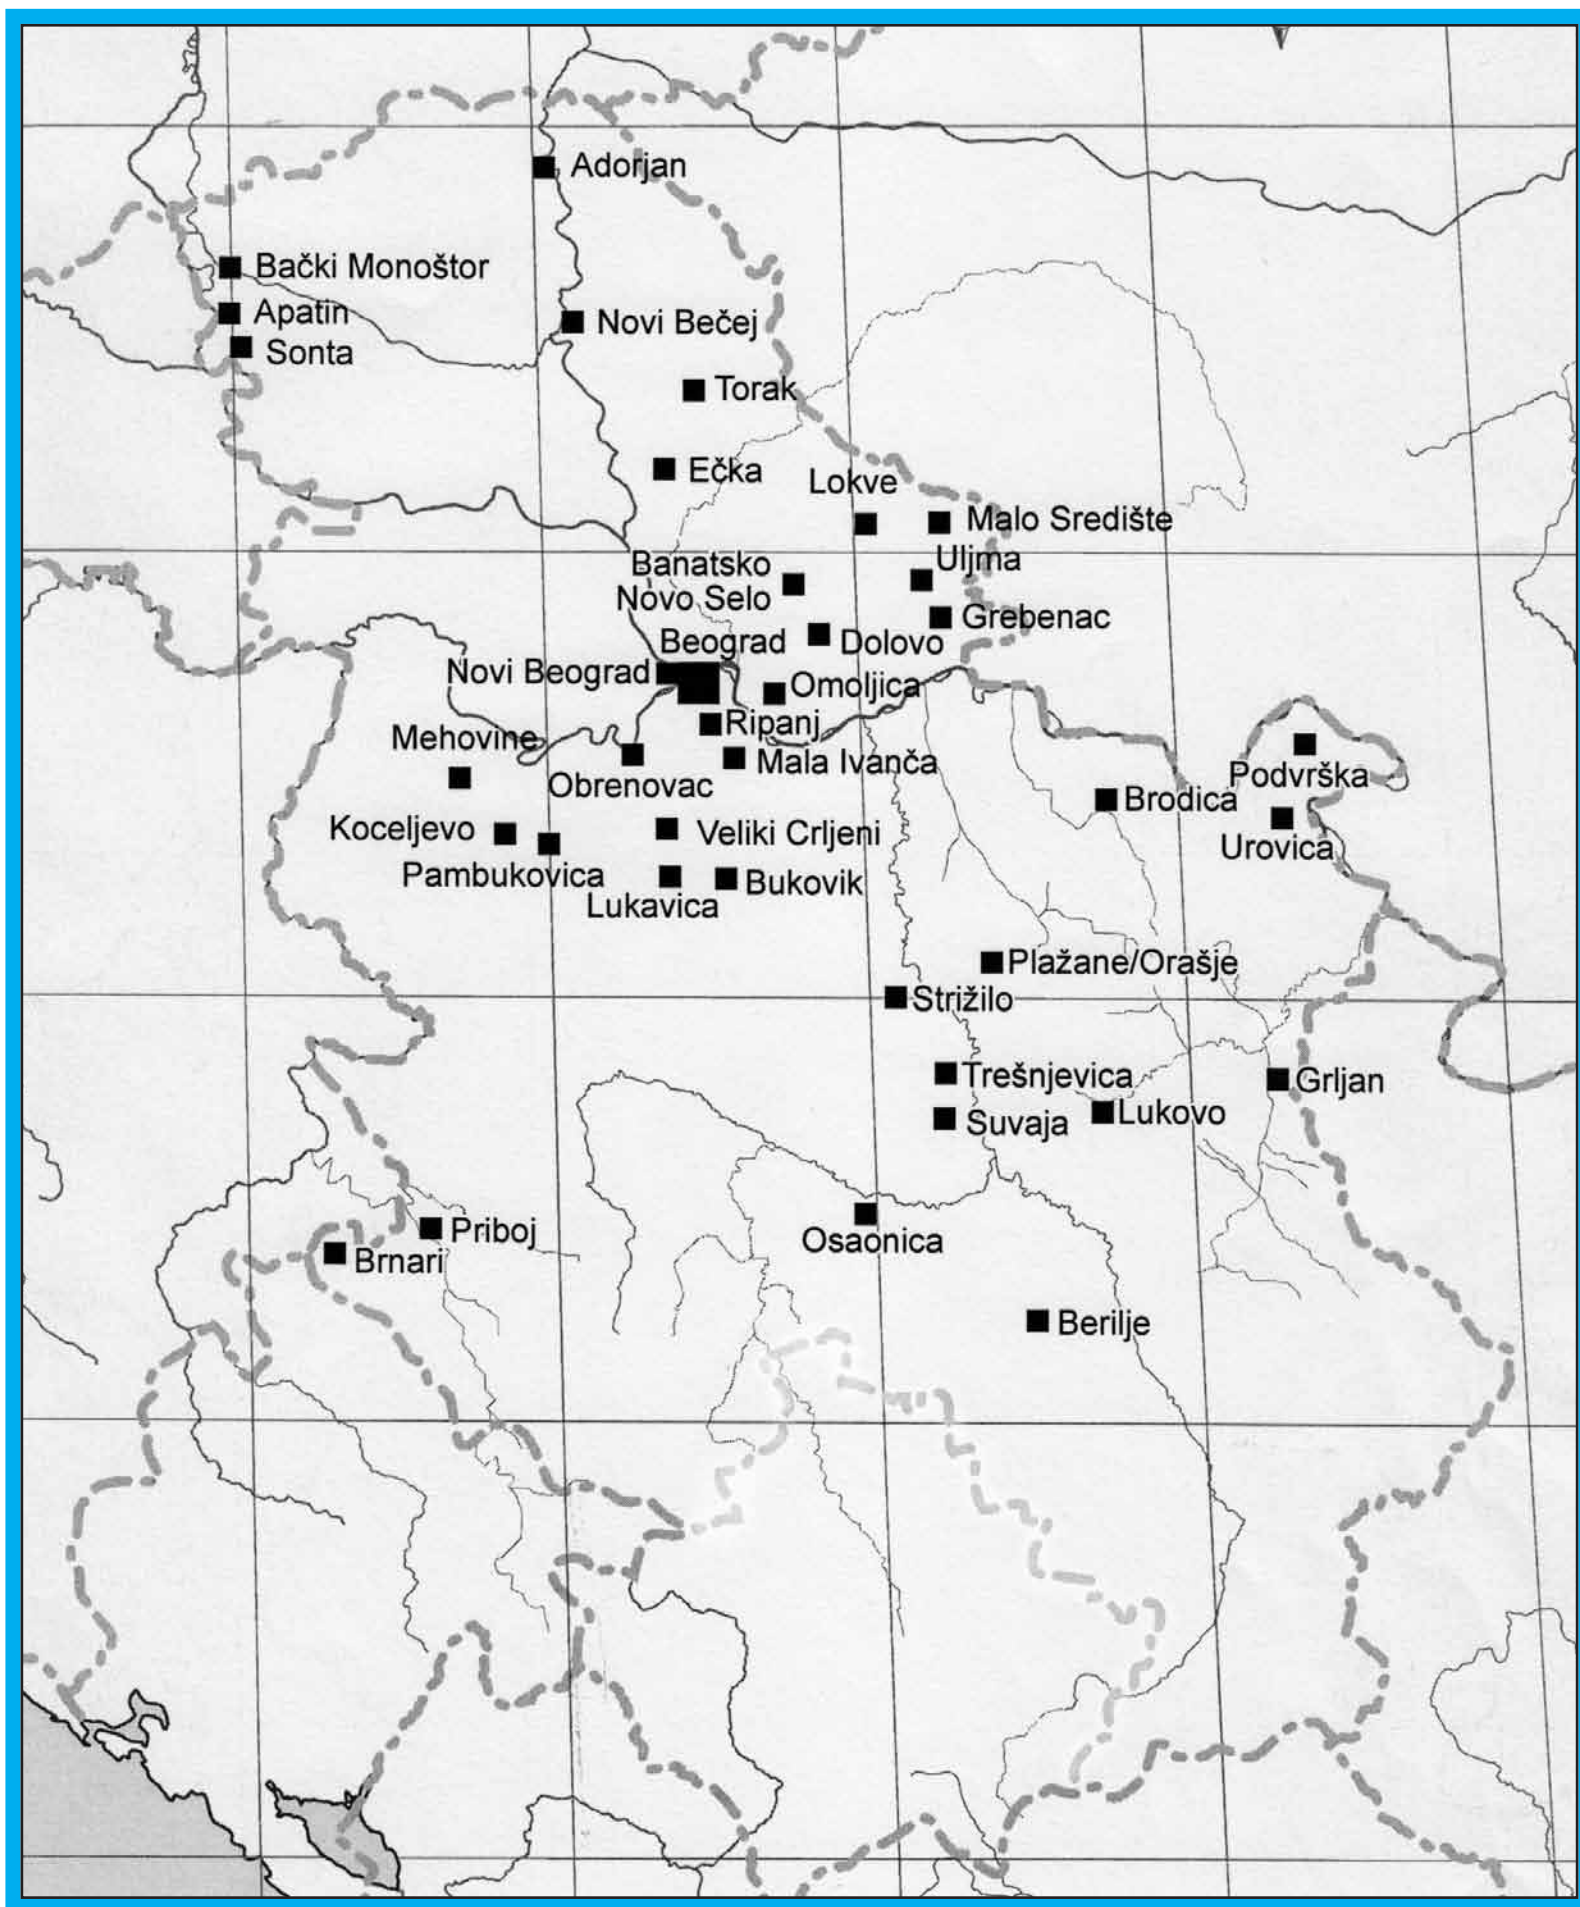 Adorjan
Bački Monoštor
Apatin
Sonta
Novi Bečej
Torak
Ečka
Lokve
Malo Središte
Uljma
Banatsko
Novo Selo
Grebenac
Dolovo
Beograd
Novi Beograd
Omoljica
Ripanj
Mehovine
Mala Ivanča
Obrenovac
Podvrška
Brodica
Koceljevo
Veliki Crljeni
Urovica
Pambukovica
Bukovik
Lukavica
Plažane/Orašje
Strižilo
Trešnjevica
Grljan
Lukovo
Suvaja
Priboj
Osaonica
Brnari
Berilje